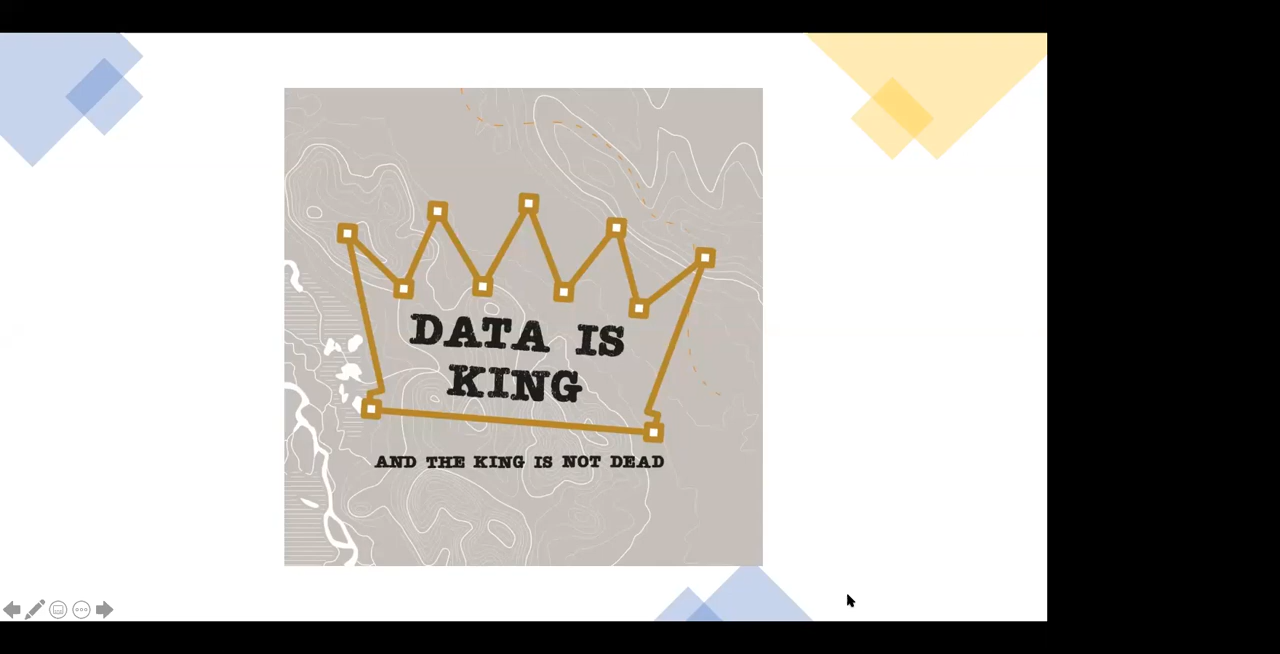 DATA IS
KING
AND THE KING IS NOT DEAD